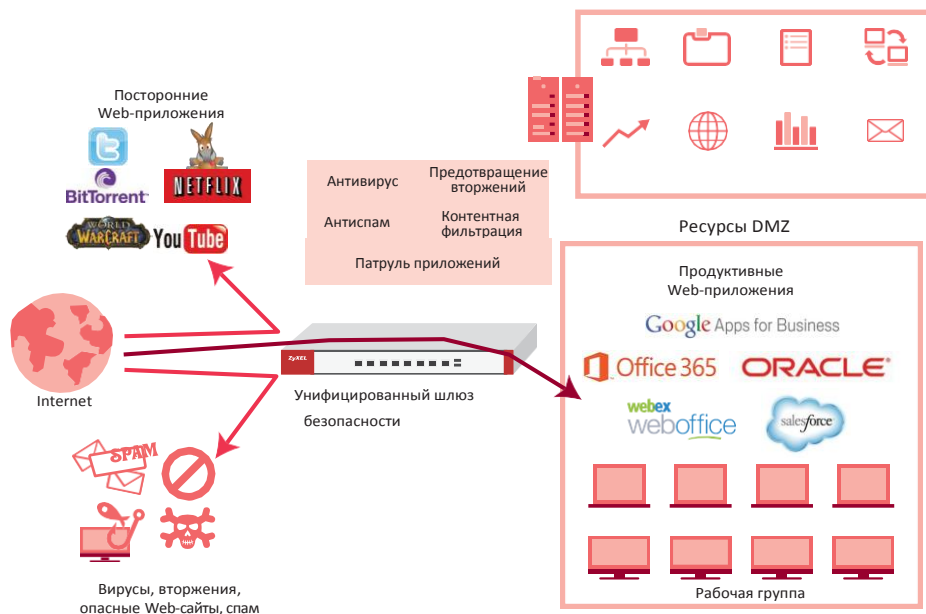 Посторонние
Web-приложения
BitTorrent
NETFLIX
WORLD
WARCRAFT
YouTube
Internet
SPAM
Вирусы, вторжения,
опасные Web-сайты, спам
Антивирус
Предотвращение
вторжений
Антиспам
Контентная
фильтрация
Патруль приложений
ZyXEL
Унифицированный шлюз
безопасности
Ресурсы DMZ
Продуктивные
Web-приложения
Google Apps for Business
Office 365
ORACLE
webex
weboffice
salesforce
Рабочая группа